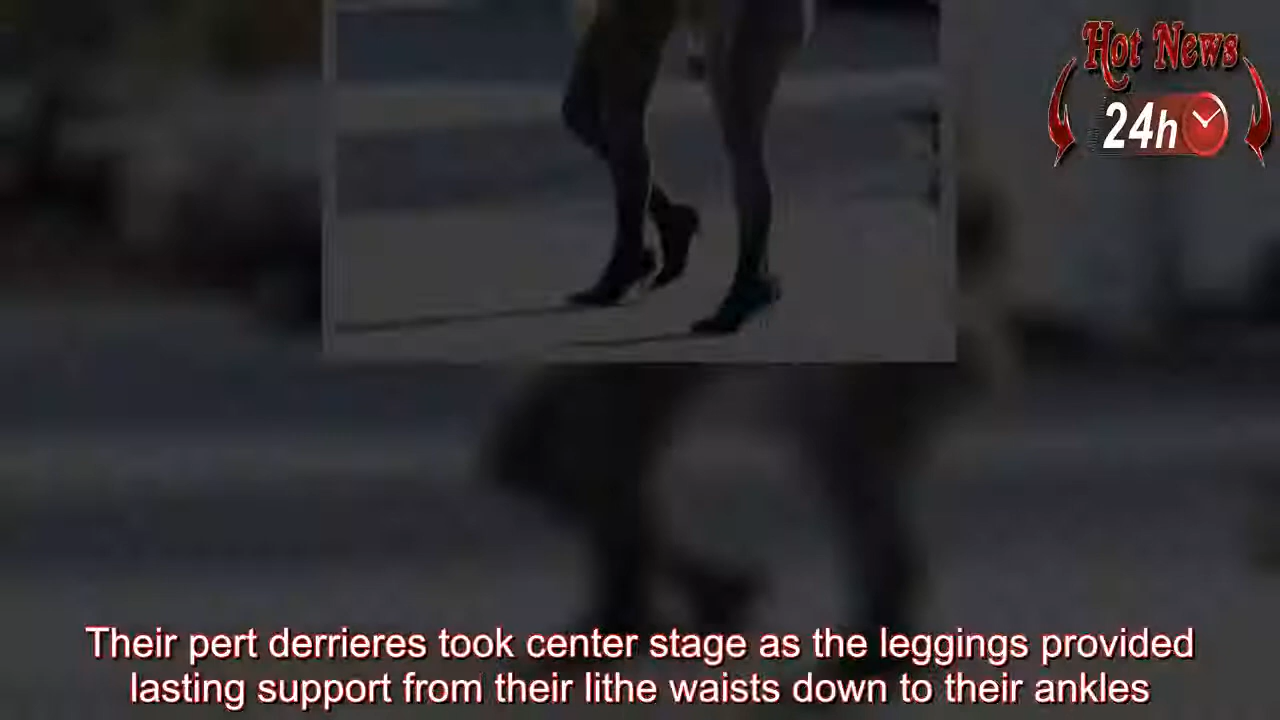 Hot News
24h
Their pert derrieres took center stage as the leggings provided
lasting support from their lithe waists down to their ankles